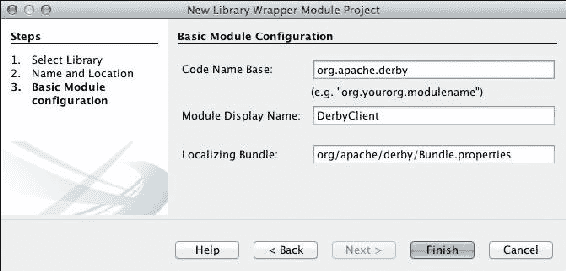 New Library Wrapper Module Project
Steps
1. Select Library
2. Name and Location
3. Basic Module
configuration
Basic Module Configuration
Code Name Base: org.apache.derby
(e.g. "org.yourorg.modulename")
Module Display Name: DerbyClient
Localizing Bundle: org/apache/derby/Bundle.properties
Help < Back Next > Finish Cancel